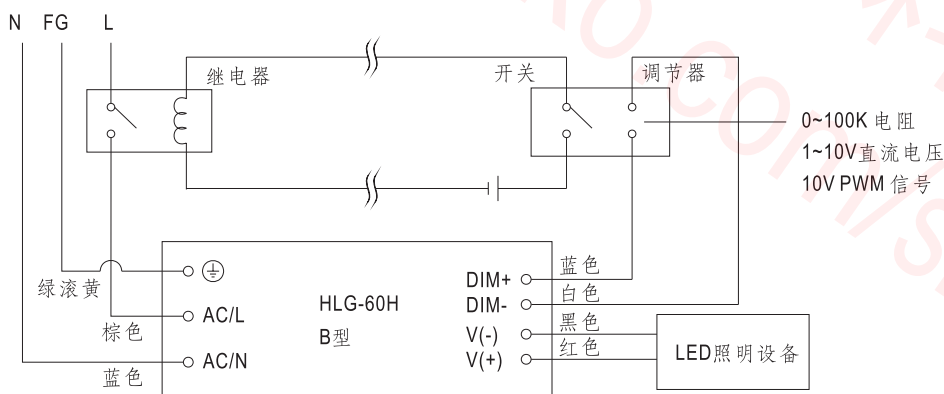 N FG L
继电器
开关
调节器
0~100K 电阻
1~10V直流电压
10V PWM 信号
绿滚黄
棕色
AC/L
蓝色
AC/N
HLG-60H
B型
DIM+
蓝色
DIM-
白色
V(-)
黑色
V(+)
红色
LED照明设备